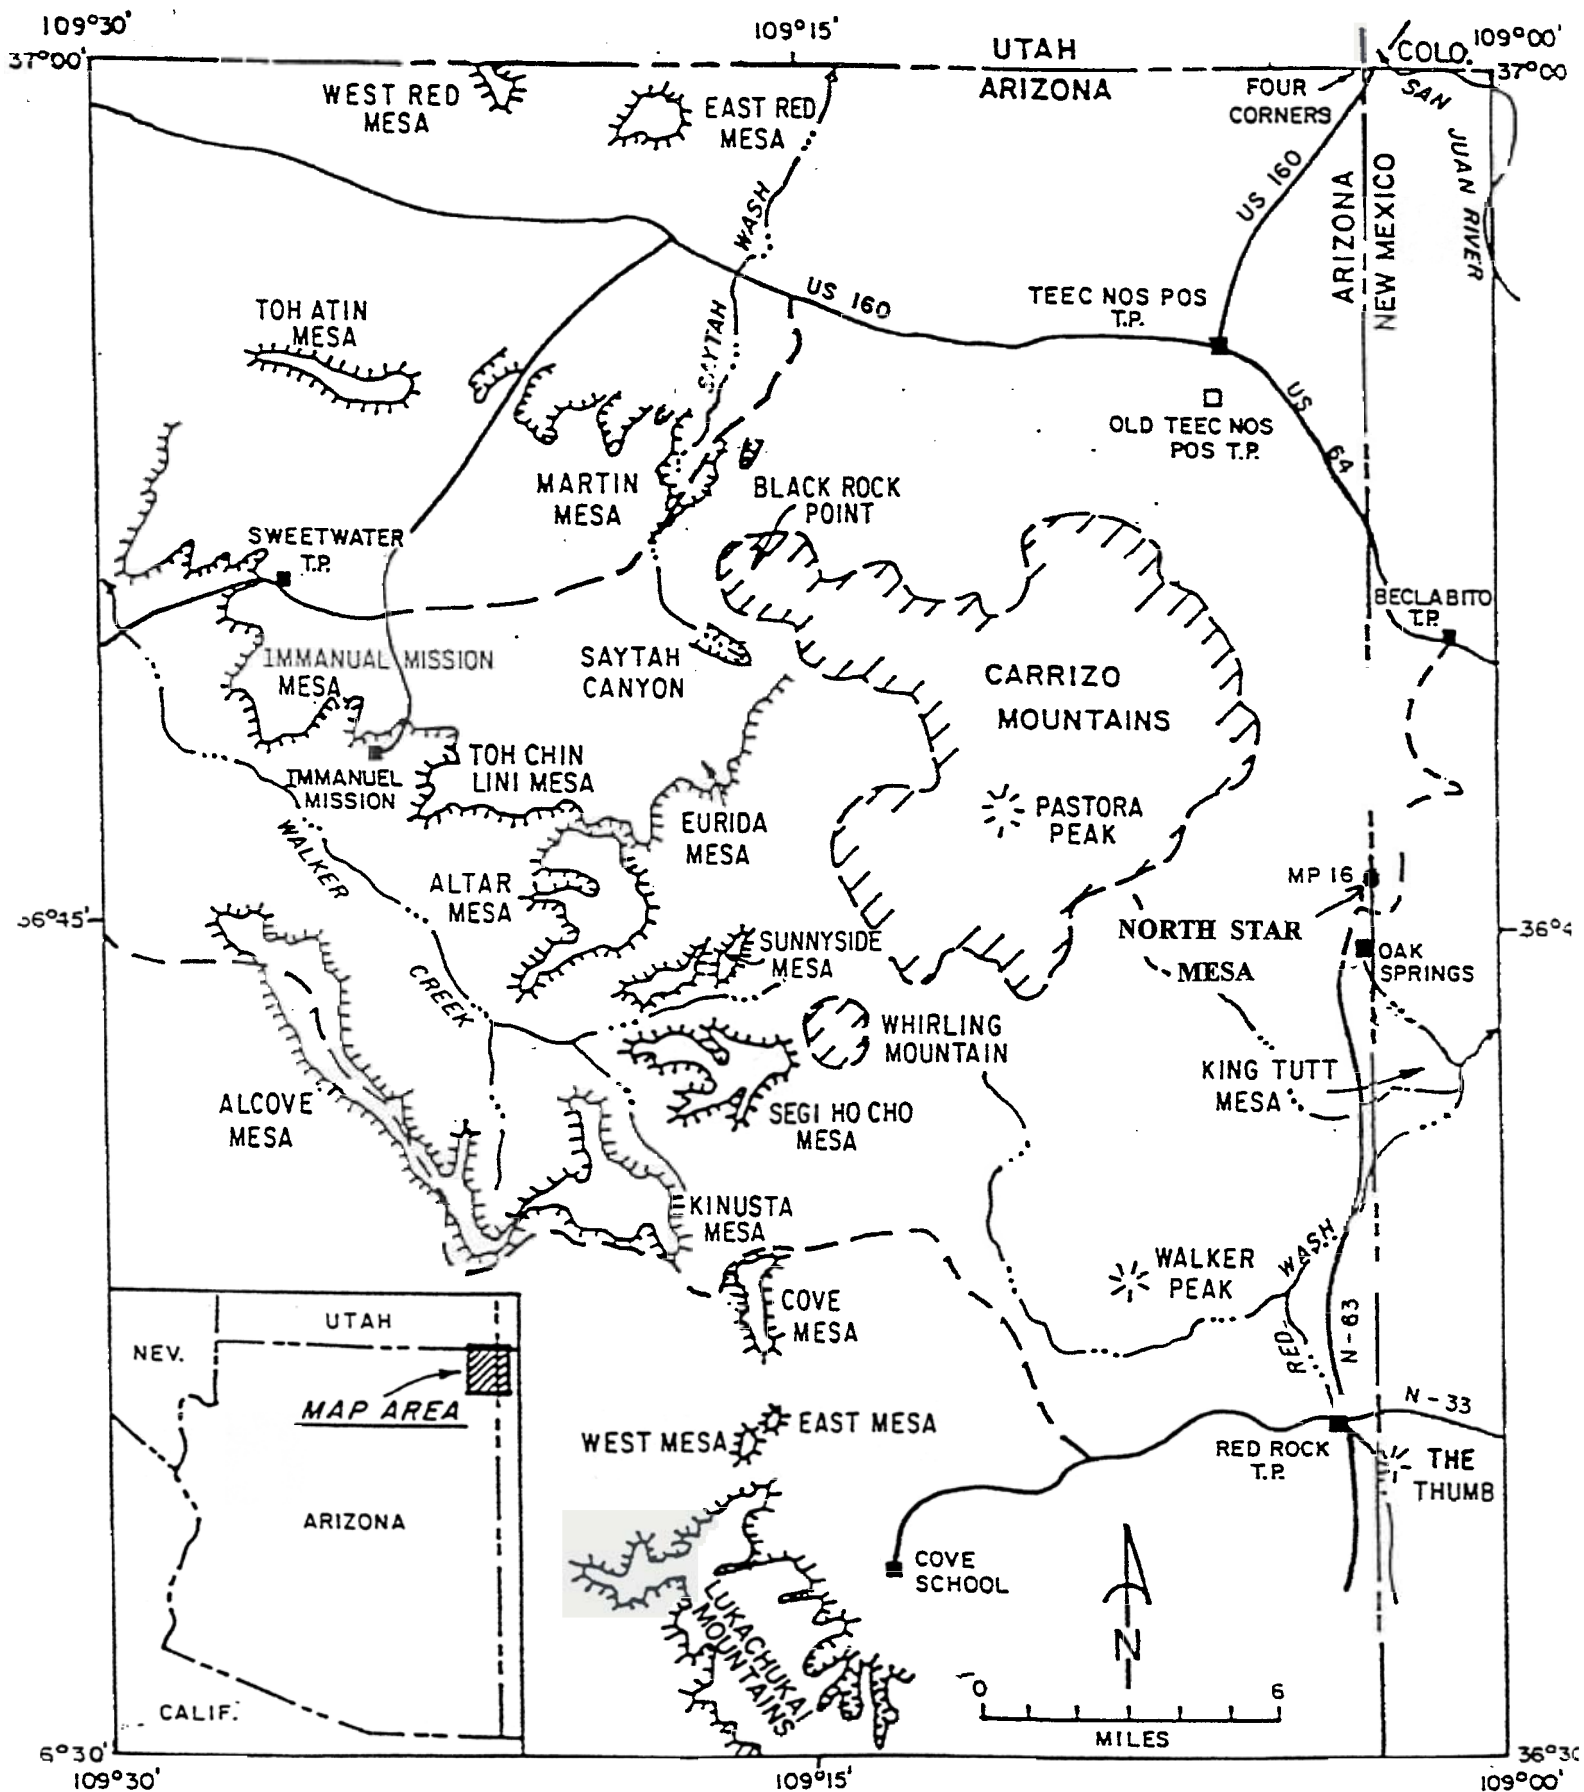 109°30'
109°15'
109°00'
37°00'
UTAH
ARIZONA
COLO.
37°00
WEST RED
MESA
EAST RED
MESA
FOUR
CORNERS
SAN
JUAN RIVER
US 160
ARIZONA
NEW MEXICO
WASH
SAYTAH
US 160
TEEC NOS POS
T.P.
TOH ATIN
MESA
US
64
OLD TEEC NOS
POS T.P.
MARTIN
MESA
BLACK ROCK
POINT
SWEETWATER
T.P.
BECLABITO
T.P.
IMMANUAL MISSION
MESA
SAYTAH
CANYON
CARRIZO
MOUNTAINS
IMMANUEL
MISSION
TOH CHIN
LINI MESA
EURIDA
MESA
PASTORA
PEAK
WALKER
CREEK
ALTAR
MESA
MP 16
36°45'
NORTH STAR
MESA
36°4
SUNNYSIDE
MESA
OAK
SPRINGS
WHIRLING
MOUNTAIN
KING TUTT
MESA
ALCOVE
MESA
SEGI HO CHO
MESA
KINUSTA
MESA
WALKER
PEAK
RED
WASH
COVE
MESA
N-63
N-33
WEST MESA
EAST MESA
RED ROCK
T.P.
THE
THUMB
COVE
SCHOOL
LUKACHUKAI
MOUNTAINS
N
0
6
MILES
UTAH
NEV.
MAP AREA
ARIZONA
CALIF.
6°30'
36°30
109°30'
109°15'
109°00'